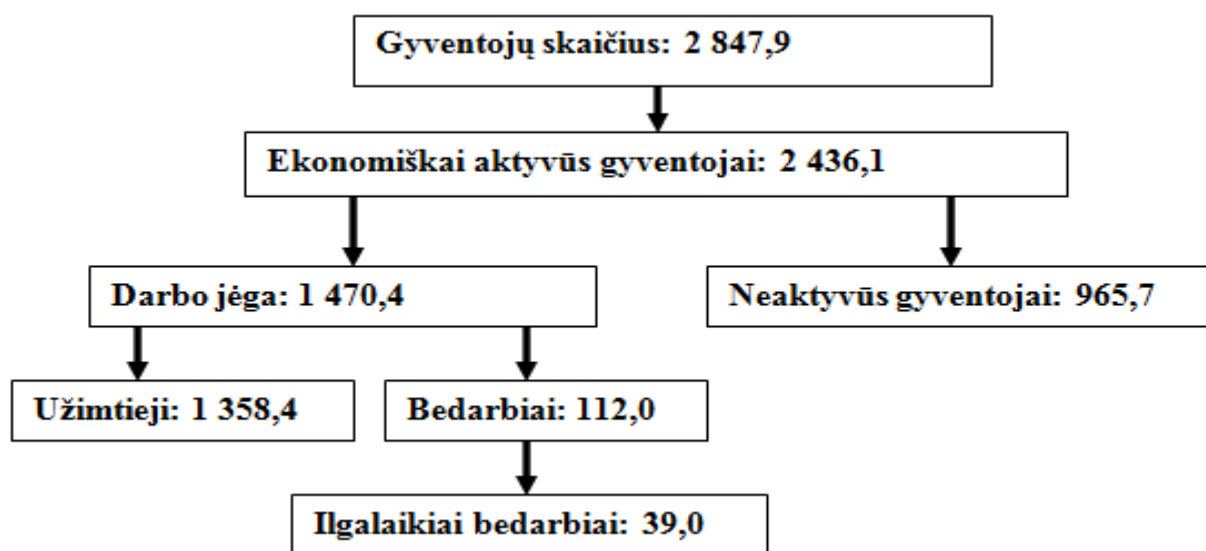 Gyventojų skaičius: 2 847,9
Ekonomiškai aktyvūs gyventojai: 2 436,1
Darbo jėga: 1 470,4
Neaktyvūs gyventojai: 965,7
Užimtieji: 1 358,4
Bedarbiai: 112,0
Ilgalaikiai bedarbiai: 39,0